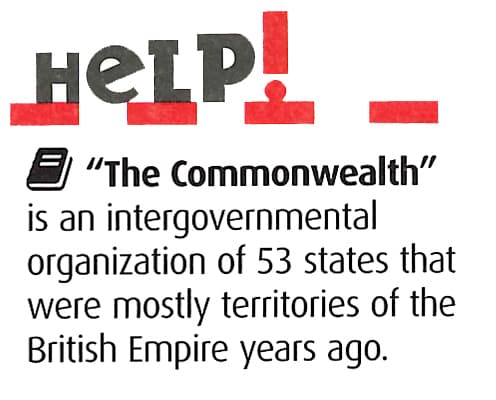 HeLP!
“The Commonwealth”
is an intergovernmental
organization of 53 states that
were mostly territories of the
British Empire years ago.